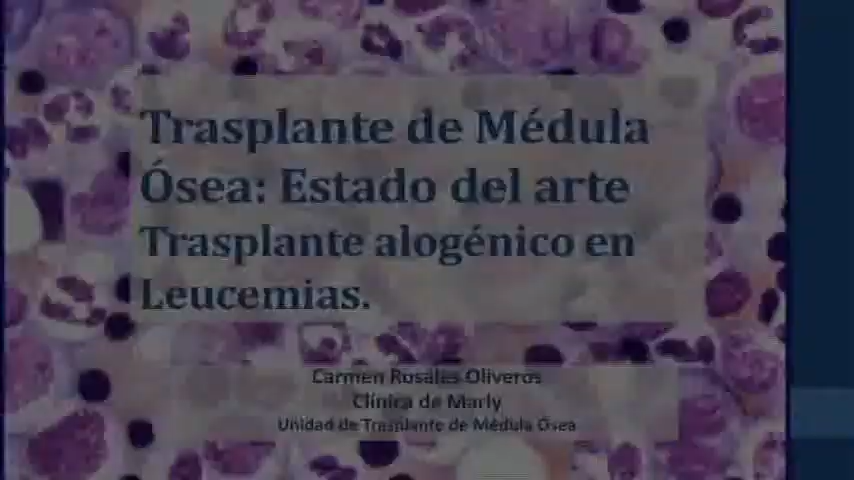 Trasplante de Médula
Ósea: Estado del arte
Trasplante alogénico en
Leucemias.
Carmen Rosales Oliveros
Clínica de Marly
Unidad de Trasplante de Médula Ósea